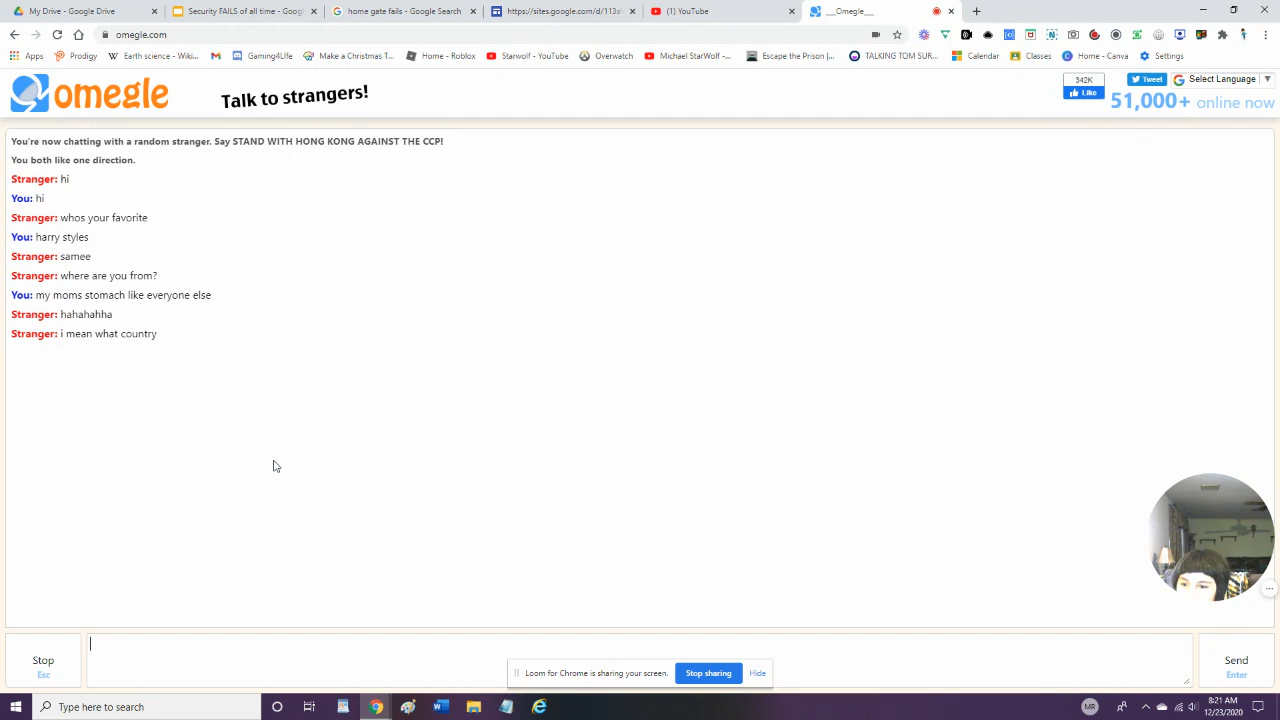 My Drive - Google Drive
Security FAILS of all time - Googl
home gate fails - Google Search
https://sites.google.com/d/113a
(1) YouTube
__Omegle__
omegle.com
Apps
Prodigy
Earth science - Wiki...
Gaming4LIfe
Make a Christmas T...
Home - Roblox
Starwolf - YouTube
Overwatch
Michael StarWolf -...
Escape the Prison |...
TALKING TOM SUR...
Calendar
Classes
Home - Canva
Settings
omegle
Talk to strangers!
342K
Like
Tweet
Select Language
51,000+ online now
You're now chatting with a random stranger. Say STAND WITH HONG KONG AGAINST THE CCP!
You both like one direction.
Stranger: hi
You: hi
Stranger: whos your favorite
You: harry styles
Stranger: samee
Stranger: where are you from?
You: my moms stomach like everyone else
Stranger: hahahahha
Stranger: i mean what country
Stop
Esc
Loom for Chrome is sharing your screen.
Stop sharing
Hide
Send
Enter
Type here to search
MR
8:21 AM
12/23/2020